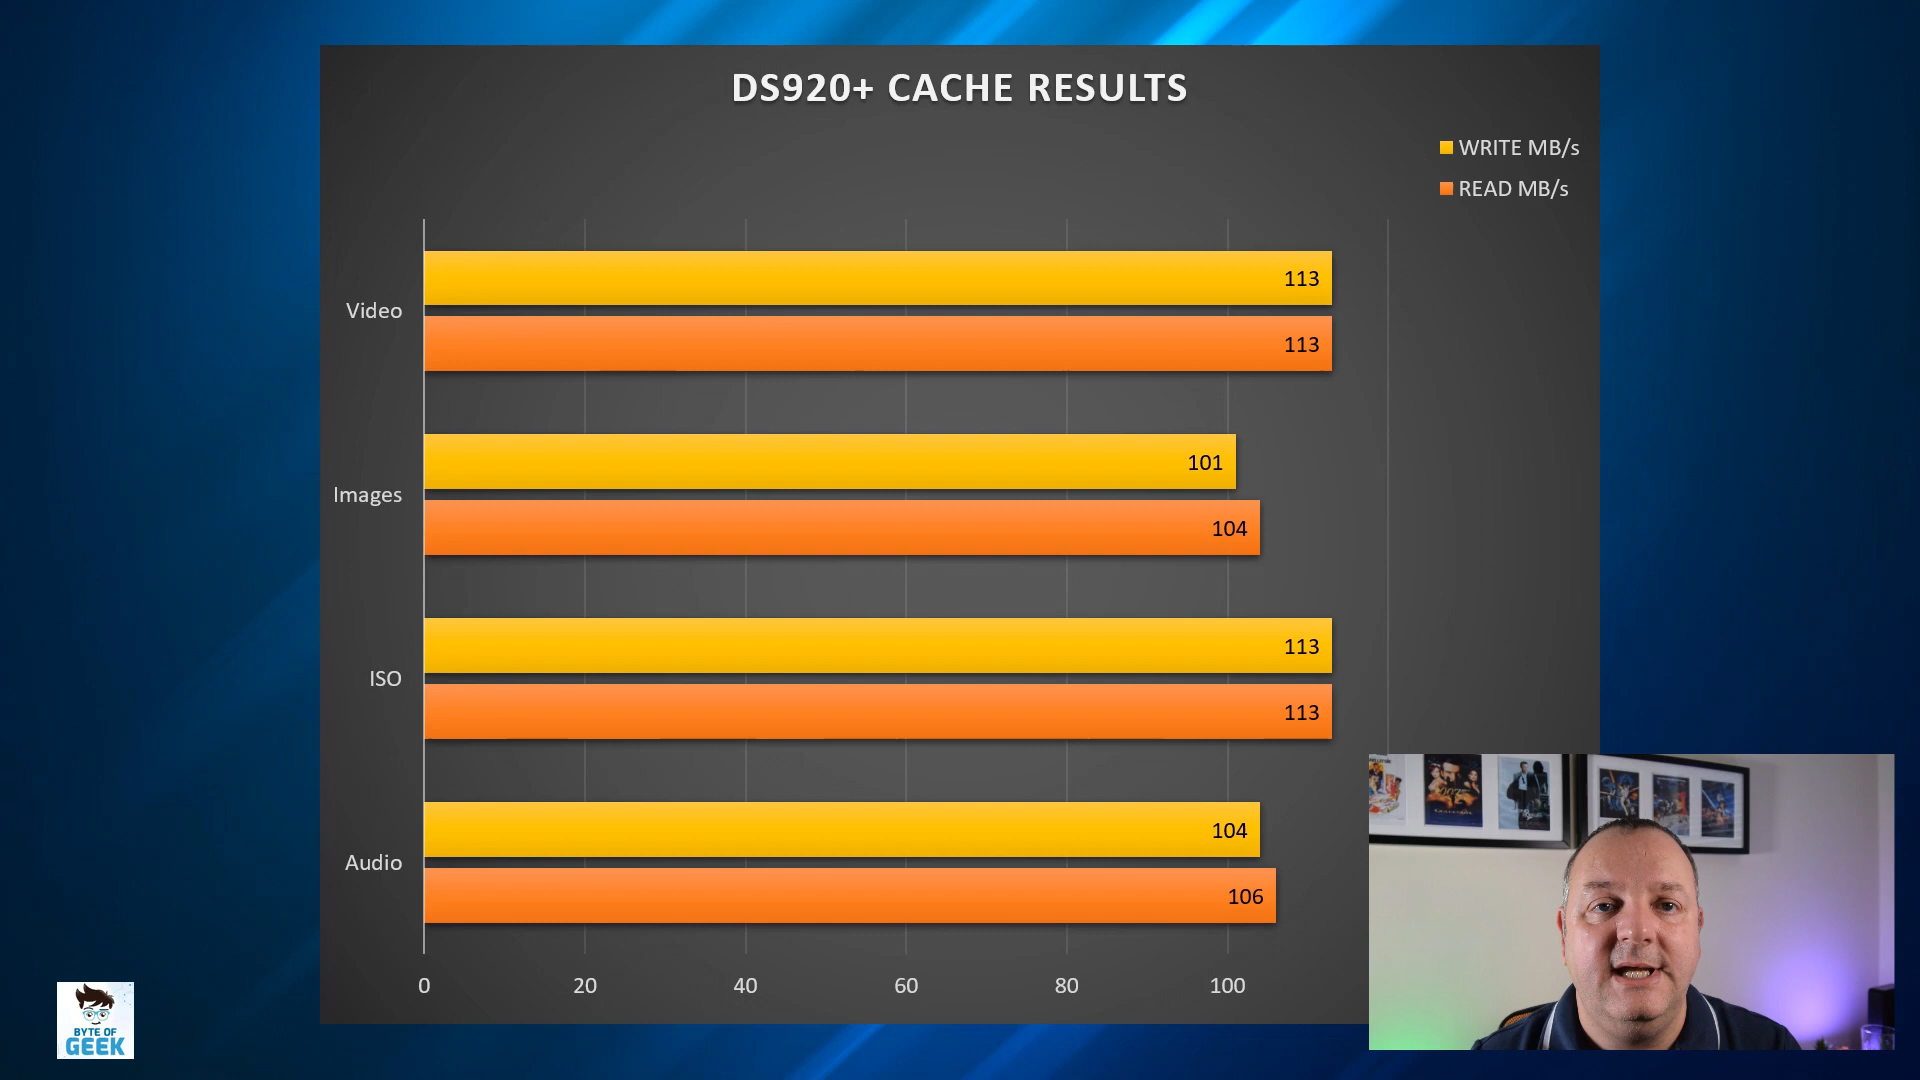 DS920+ CACHE RESULTS
WRITE MB/s
READ MB/s
Video
113
113
Images
101
104
ISO
113
113
Audio
104
106
0 20 40 60 80 100
BYTE OF
GEEK
007